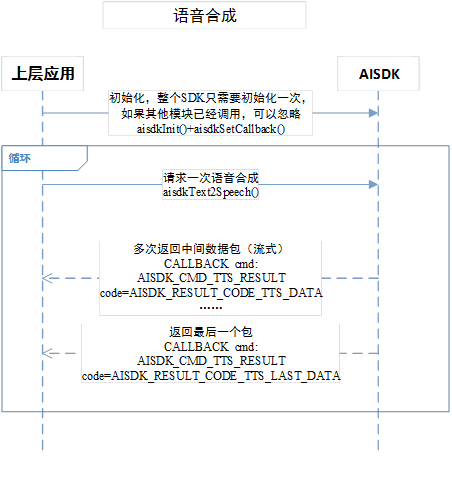 语音合成
上层应用
AISDK
初始化，整个SDK只需要初始化一次，
如果其他模块已经调用，可以忽略
aisdkInit()+aisdkSetCallback()
循环
请求一次语音合成
aisdkText2Speech()
多次返回中间数据包（流式）
CALLBACK cmd:
AISDK_CMD_TTS_RESULT
code=AISDK_RESULT_CODE_TTS_DATA
......
返回最后一个包
CALLBACK cmd:
AISDK_CMD_TTS_RESULT
code=AISDK_RESULT_CODE_TTS_LAST_DATA